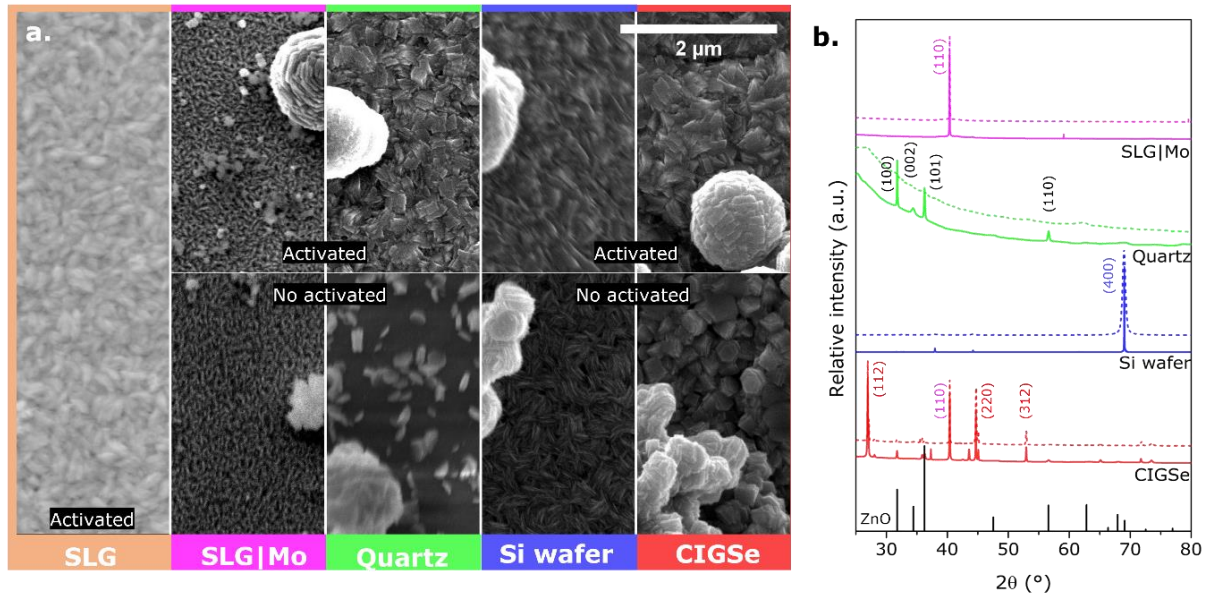 a.
2 µm
Activated
Activated
No activated
No activated
Activated
SLG
SLG|Mo
Quartz
Si wafer
CIGSe
b.
Relative intensity (a.u.)
(110)
SLG|Mo
(100)
(002)
(101)
(110)
Quartz
(400)
Si wafer
(112)
(110)
(220)
(312)
CIGSe
ZnO
30 40 50 60 70 80
2θ (°)